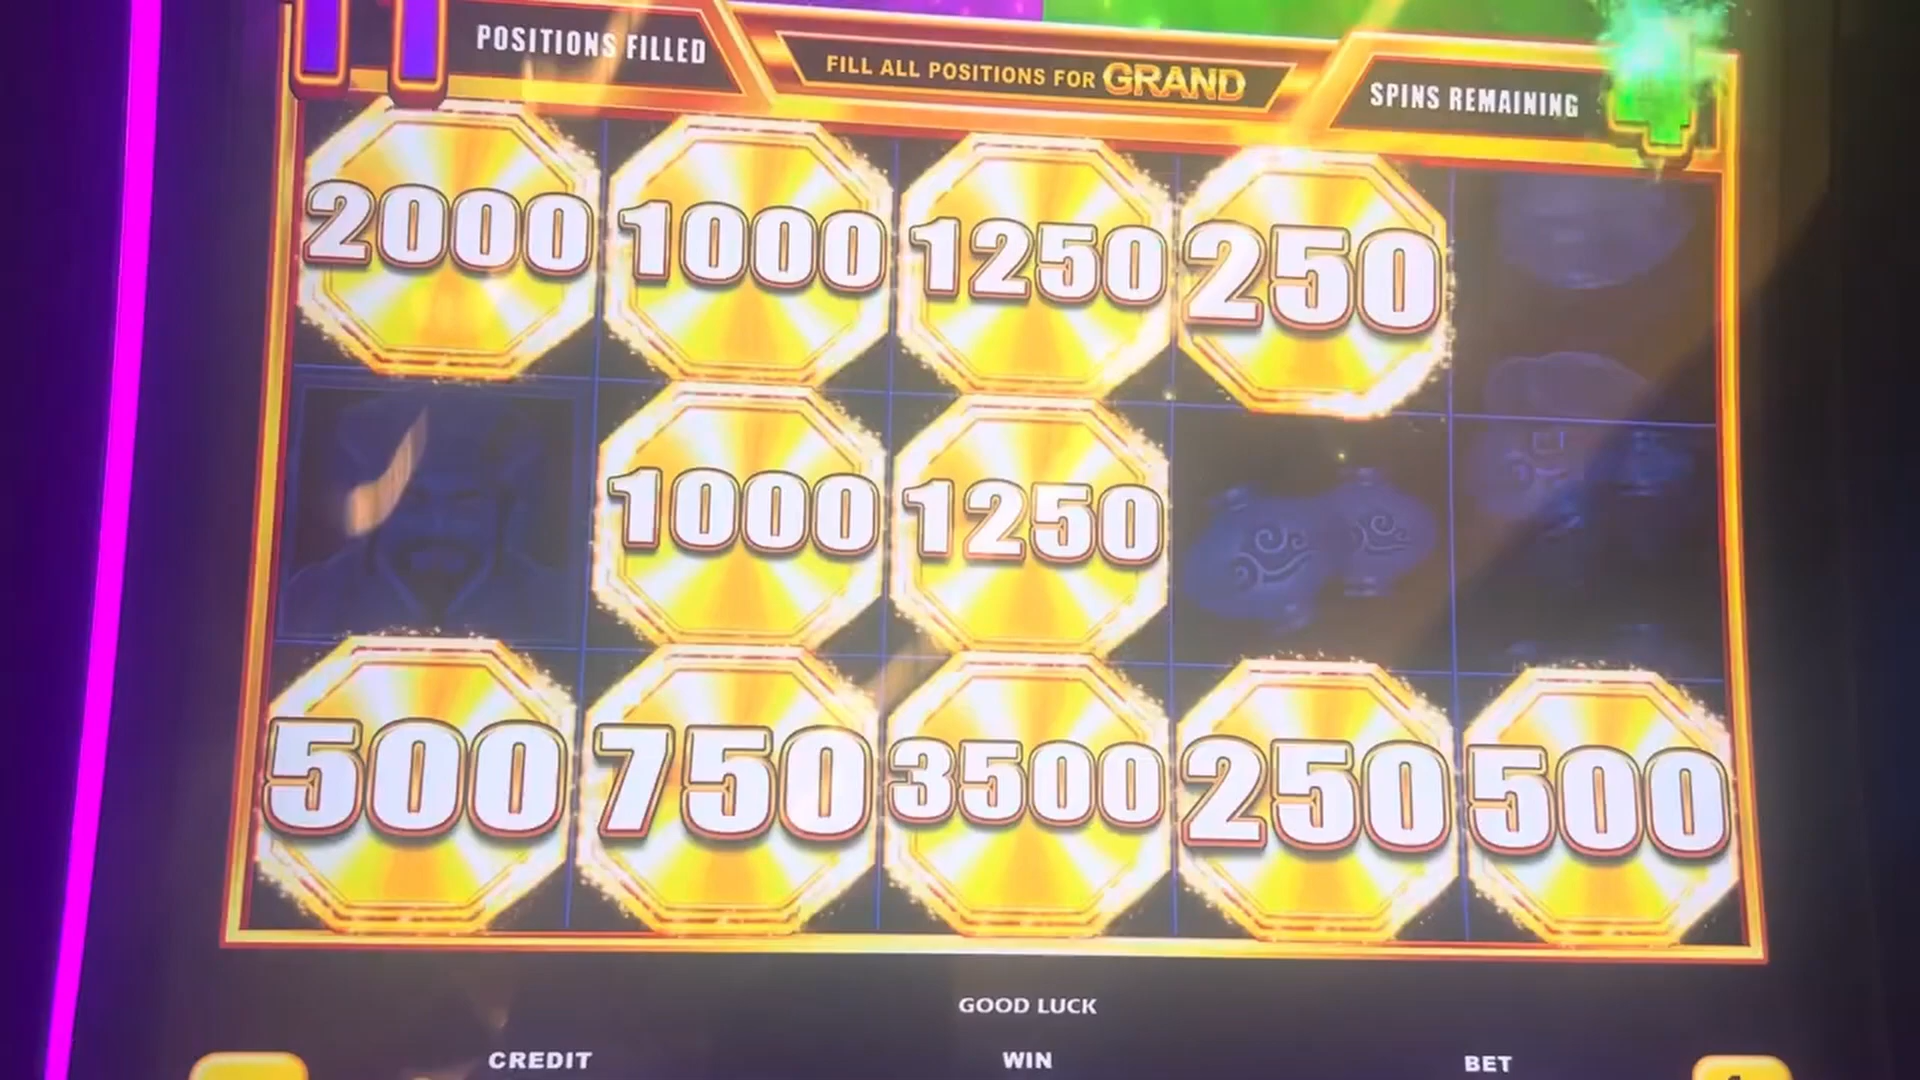 11 POSITIONS FILLED
FILL ALL POSITIONS FOR GRAND
SPINS REMAINING
2000 1000 1250 250
1000 1250
500 750 3500 250 500
GOOD LUCK
CREDIT WIN BET